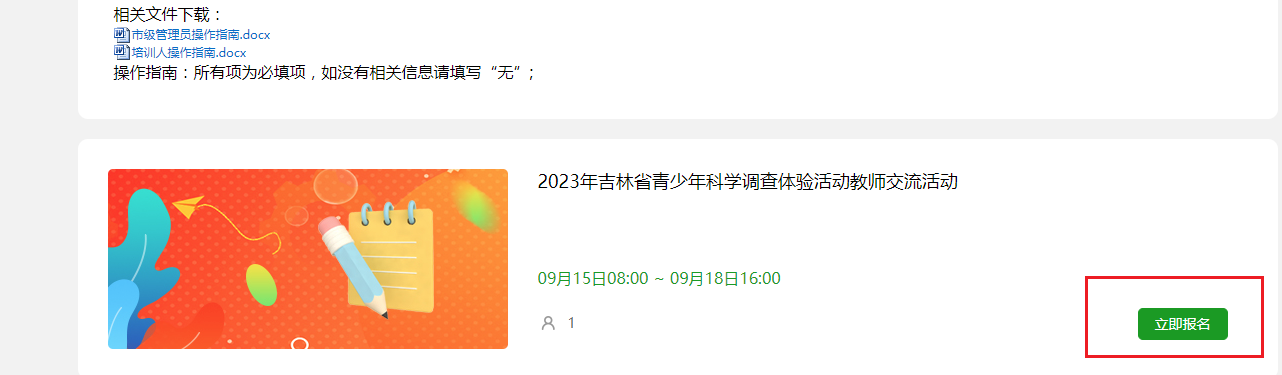 相关文件下载：
市级管理员操作指南.docx
培训人操作指南.docx
操作指南：所有项为必填项，如没有相关信息请填写“无”；
2023年吉林省青少年科学调查体验活动教师交流活动
09月15日08:00 ~ 09月18日16:00
1
立即报名